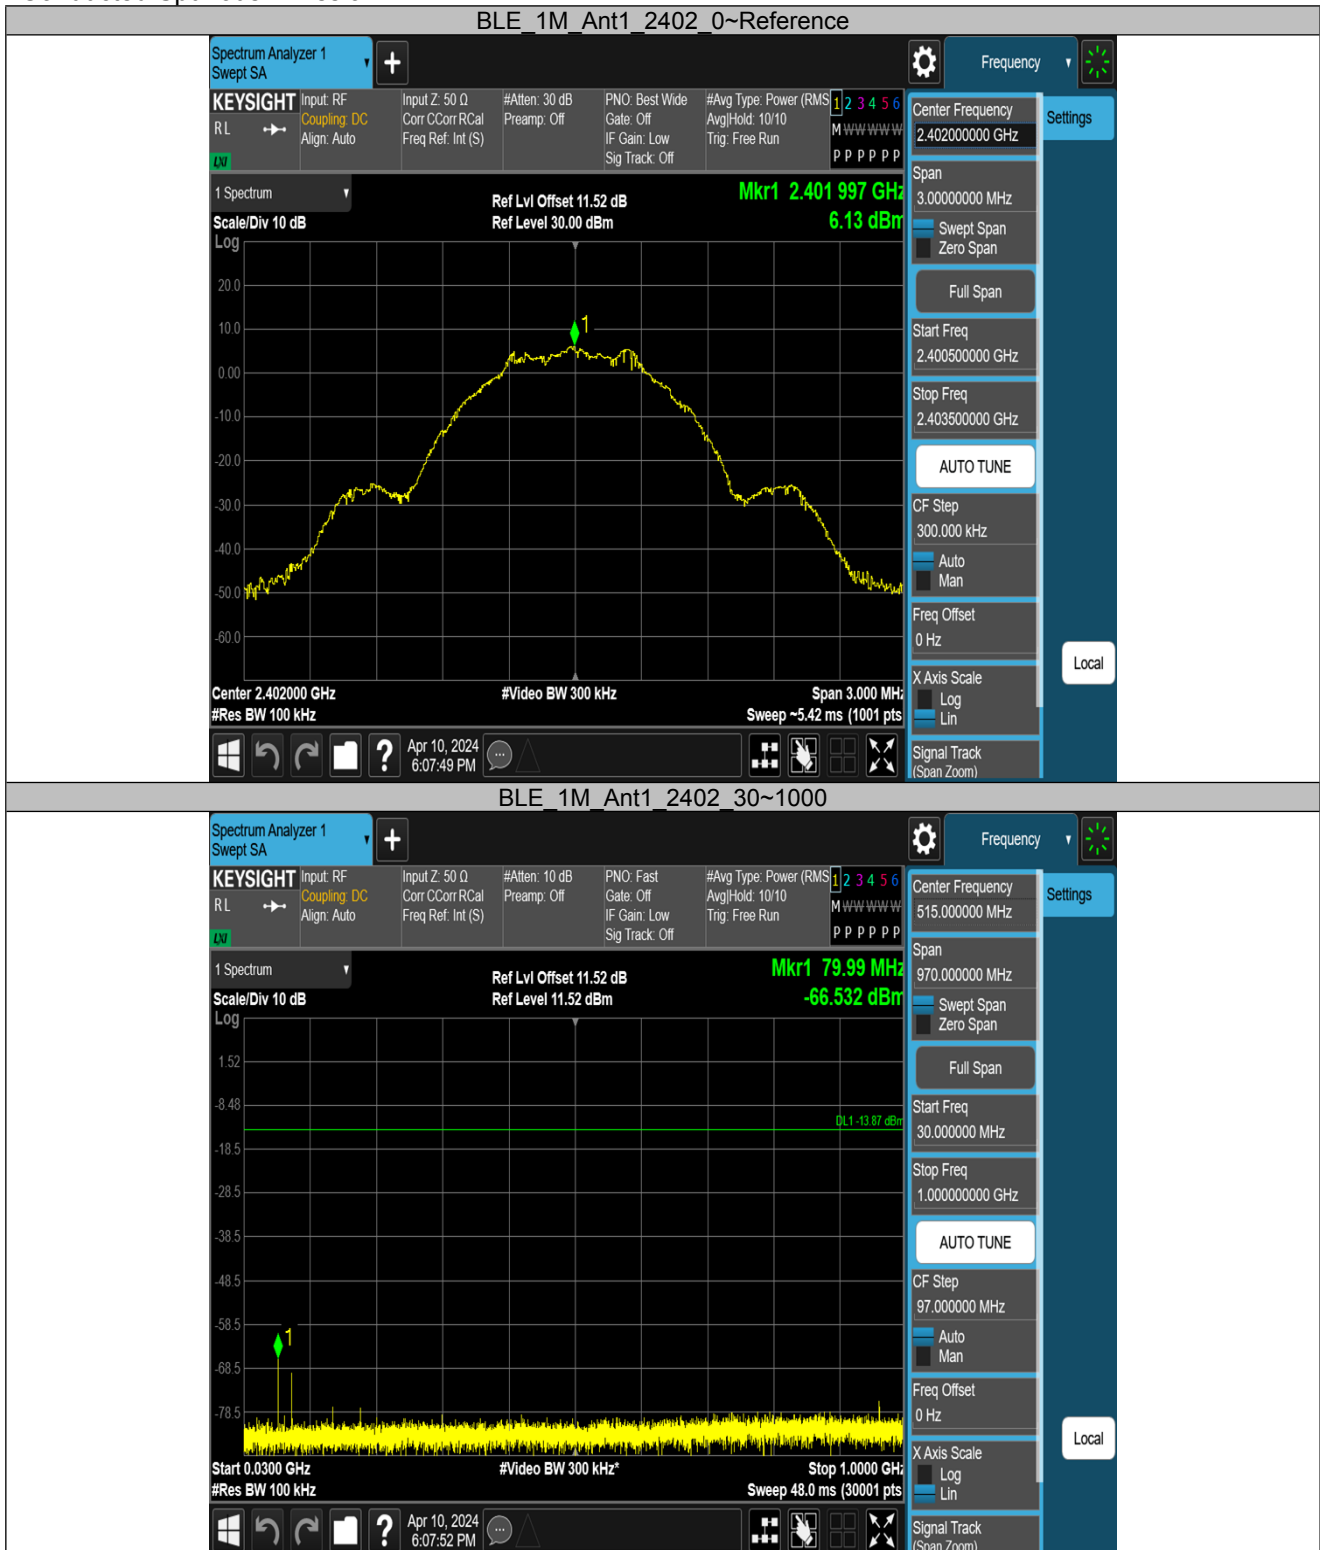 BLE_1M_Ant1_2402_0~Reference
Spectrum Analyzer 1
Swept SA
+
Frequency
KEYSIGHT
RL
LXI
Input: RF
Coupling: DC
Align: Auto
Input Z: 50 Ω
Corr CCorr RCal
Freq Ref: Int (S)
#Atten: 30 dB
Preamp: Off
PNO: Best Wide
Gate: Off
IF Gain: Low
Sig Track: Off
#Avg Type: Power (RMS
Avg|Hold: 10/10
Trig: Free Run
1 2 3 4 5 6
M W W W W W
P P P P P P
1 Spectrum
Scale/Div 10 dB
Log
Ref Lvl Offset 11.52 dB
Ref Level 30.00 dBm
Mkr1 2.401 997 GHz
6.13 dBm
1
20.0
10.0
0.00
-10.0
-20.0
-30.0
-40.0
-50.0
-60.0
Center 2.402000 GHz
#Res BW 100 kHz
#Video BW 300 kHz
Span 3.000 MHz
Sweep ~5.42 ms (1001 pts
Apr 10, 2024
6:07:49 PM
?
Center Frequency
2.402000000 GHz
Span
3.00000000 MHz
Swept Span
Zero Span
Full Span
Start Freq
2.400500000 GHz
Stop Freq
2.403500000 GHz
AUTO TUNE
CF Step
300.000 kHz
Auto
Man
Freq Offset
0 Hz
X Axis Scale
Log
Lin
Signal Track
(Span Zoom)
Settings
Local
BLE_1M_Ant1_2402_30~1000
Spectrum Analyzer 1
Swept SA
+
Frequency
KEYSIGHT
RL
LXI
Input: RF
Coupling: DC
Align: Auto
Input Z: 50 Ω
Corr CCorr RCal
Freq Ref: Int (S)
#Atten: 10 dB
Preamp: Off
PNO: Fast
Gate: Off
IF Gain: Low
Sig Track: Off
#Avg Type: Power (RMS
Avg|Hold: 10/10
Trig: Free Run
1 2 3 4 5 6
M W W W W W
P P P P P P
1 Spectrum
Scale/Div 10 dB
Log
Ref Lvl Offset 11.52 dB
Ref Level 11.52 dBm
Mkr1 79.99 MHz
-66.532 dBm
DL1 -13.87 dBm
1
1.52
-8.48
-18.5
-28.5
-38.5
-48.5
-58.5
-68.5
-78.5
Start 0.0300 GHz
#Res BW 100 kHz
#Video BW 300 kHz*
Stop 1.0000 GHz
Sweep 48.0 ms (30001 pts
Apr 10, 2024
6:07:52 PM
?
Center Frequency
515.000000 MHz
Span
970.000000 MHz
Swept Span
Zero Span
Full Span
Start Freq
30.000000 MHz
Stop Freq
1.000000000 GHz
AUTO TUNE
CF Step
97.000000 MHz
Auto
Man
Freq Offset
0 Hz
X Axis Scale
Log
Lin
Signal Track
(Span Zoom)
Settings
Local